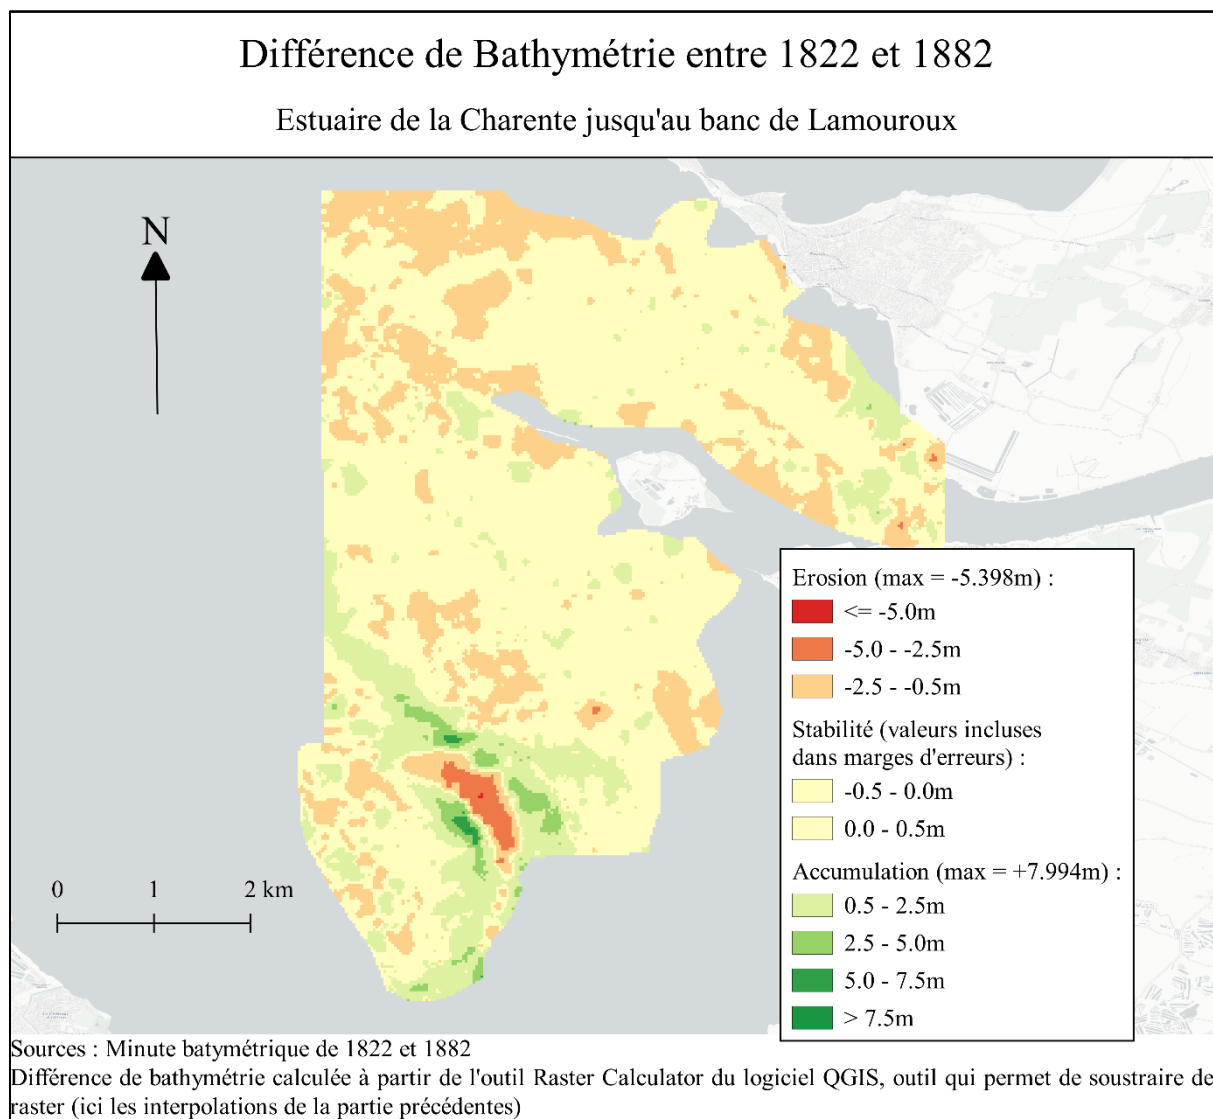 Différence de Bathymétrie entre 1822 et 1882
Estuaire de la Charente jusqu'au banc de Lamouroux
N
0 1 2 km
Erosion (max = -5.398m) :
<= -5.0m
-5.0 - -2.5m
-2.5 - -0.5m
Stabilité (valeurs incluses
dans marges d'erreurs) :
-0.5 - 0.0m
0.0 - 0.5m
Accumulation (max = +7.994m) :
0.5 - 2.5m
2.5 - 5.0m
5.0 - 7.5m
> 7.5m
Sources : Minute batymétrique de 1822 et 1882
Différence de bathymétrie calculée à partir de l'outil Raster Calculator du logiciel QGIS, outil qui permet de soustraire de
raster (ici les interpolations de la partie précédentes)